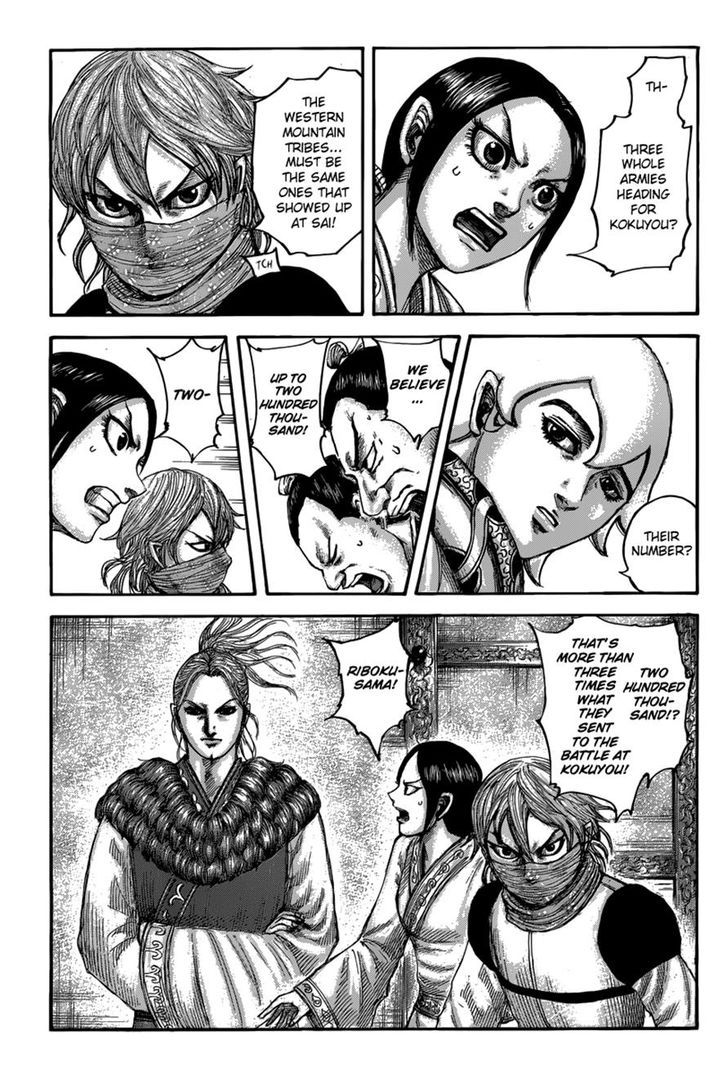 TH-
THREE
WHOLE
ARMIES
HEADING
FOR
KOKUYOU?
THE
WESTERN
MOUNTAIN
TRIBES...
MUST BE
THE SAME
ONES THAT
SHOWED UP
AT SAI!
TCH
THEIR
NUMBER?
WE
BELIEVE
...
UP TO
TWO
HUNDRED
THOU-
SAND!
TWO-
TWO
HUNDRED
THOU-
SAND!?
THAT'S
MORE THAN
THREE
TIMES
WHAT
THEY
SENT
TO THE
BATTLE AT
KOKUYOU!
RIBOKU-
SAMA!